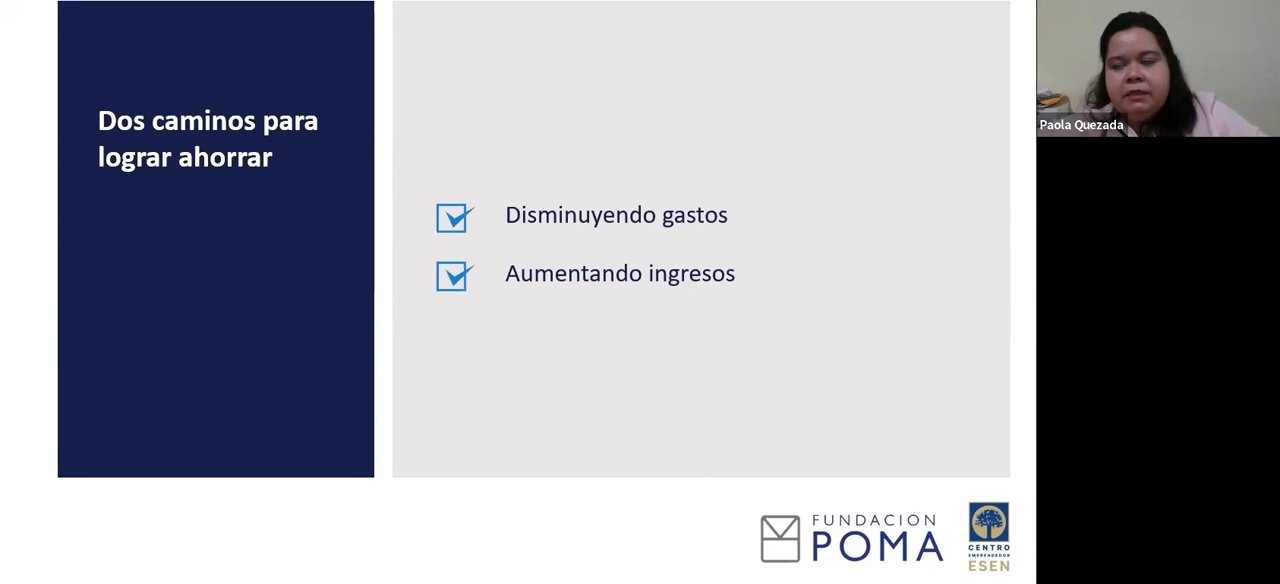 Dos caminos para
lograr ahorrar
Disminuyendo gastos
Aumentando ingresos
Paola Quezada
FUNDACIÓN
POMA
CENTRO
EMPRENDEDOR
ESEN